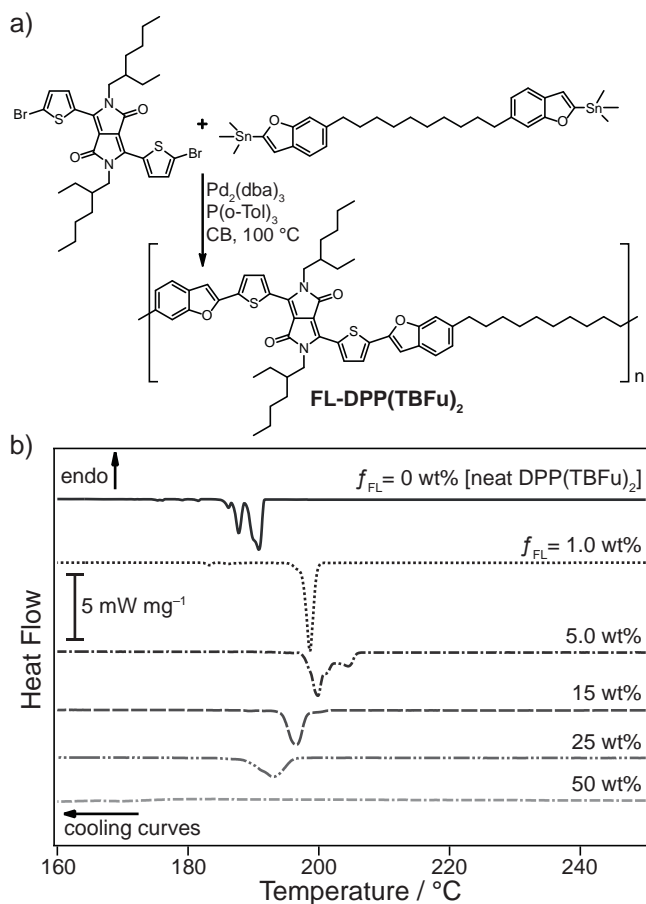 a)
N
O
Br
S
+
Sn
O
O
Sn
S
Br
O
N
Pd₂(dba)₃
P(o-Tol)₃
CB, 100 °C
N
O
S
O
S
O
O
N
n
FL-DPP(TBFu)₂
b)
endo
ƒFL= 0 wt% [neat DPP(TBFu)₂]
ƒFL= 1.0 wt%
5 mW mg⁻¹
5.0 wt%
15 wt%
25 wt%
50 wt%
Heat Flow
cooling curves
160 180 200 220 240
Temperature / °C